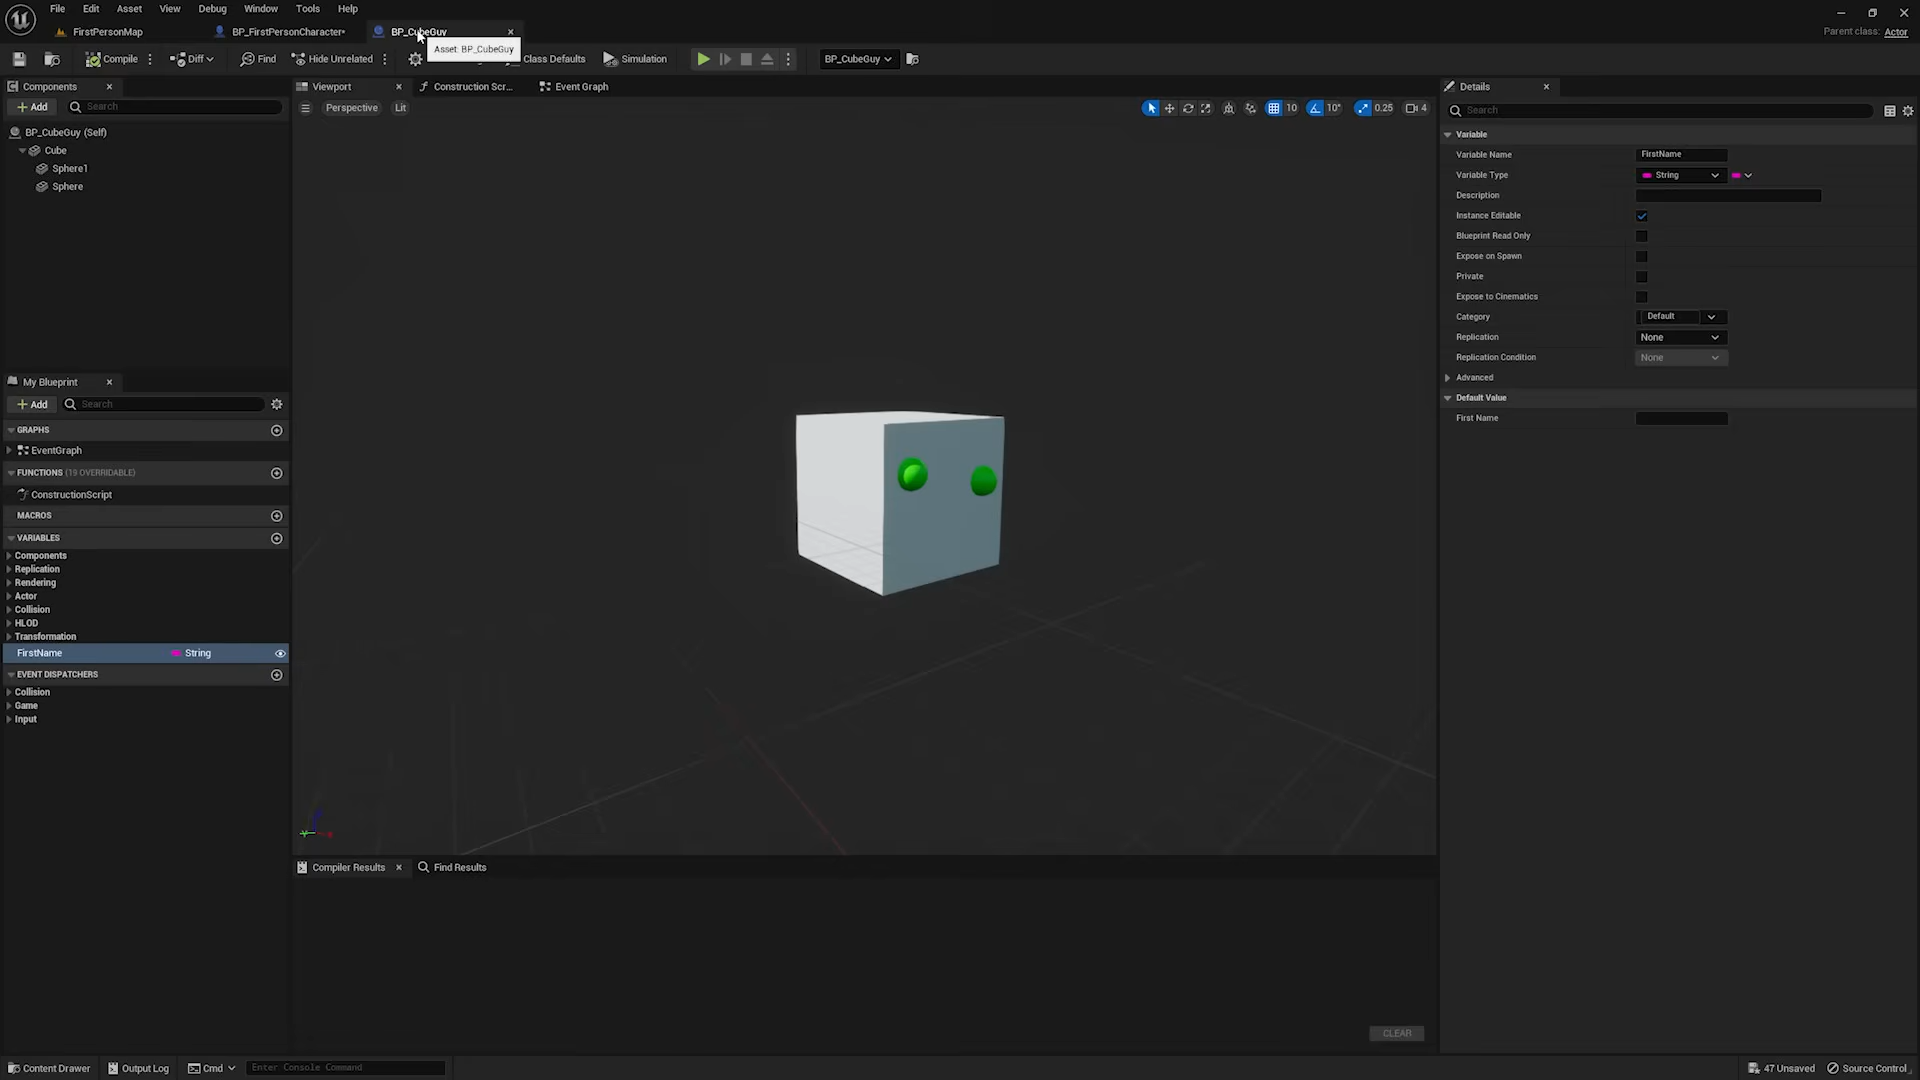 File Edit Asset View Debug Window Tools Help
FirstPersonMap BP_FirstPersonCharacter* BP_CubeGuy
Parent class: Actor
Asset: BP_CubeGuy
Compile Diff Find Hide Unrelated Class Defaults Simulation BP_CubeGuy
Components
Add Search
BP_CubeGuy (Self)
Cube
Sphere1
Sphere
My Blueprint
Add Search
GRAPHS
EventGraph
FUNCTIONS (19 OVERRIDABLE)
ConstructionScript
MACROS
VARIABLES
Components
Replication
Rendering
Actor
Collision
HLOD
Transformation
FirstName String
EVENT DISPATCHERS
Collision
Game
Input
Viewport Construction Scr... Event Graph
Perspective Lit
10 10° 0.25 4
Compiler Results Find Results
CLEAR
Details
Search
Variable
Variable Name FirstName
Variable Type String
Description
Instance Editable
Blueprint Read Only
Expose on Spawn
Private
Expose to Cinematics
Category Default
Replication None
Replication Condition None
Advanced
Default Value
First Name
Content Drawer Output Log Cmd Enter Console Command
47 Unsaved Source Control